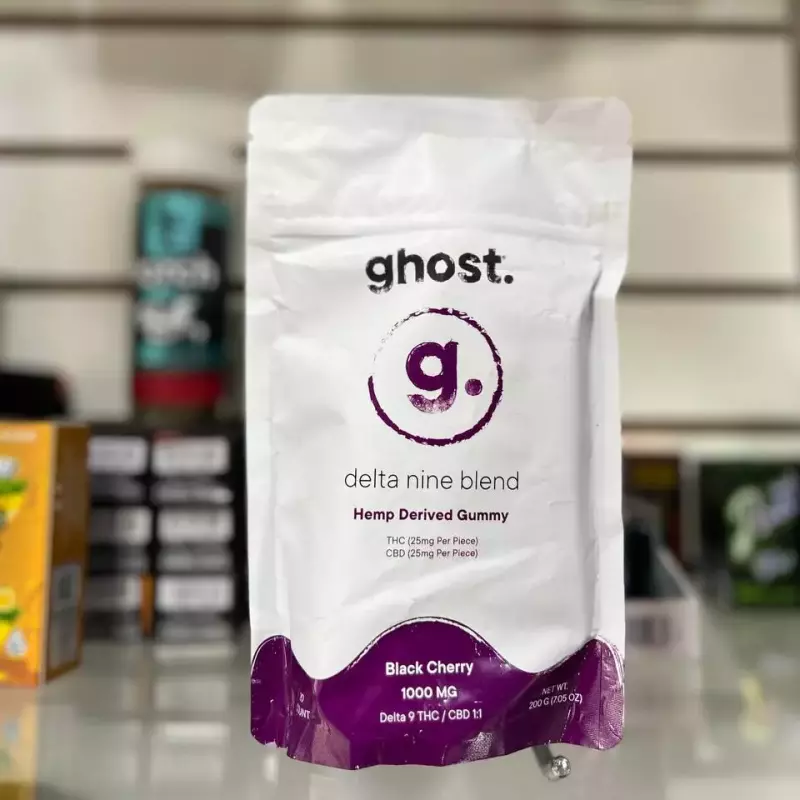 ghost.
g.
delta nine blend
Hemp Derived Gummy
THC (25mg Per Piece)
CBD (25mg Per Piece)
Black Cherry
1000 MG
Delta 9 THC / CBD 1:1
NET WT.
200 G (7.05 OZ)